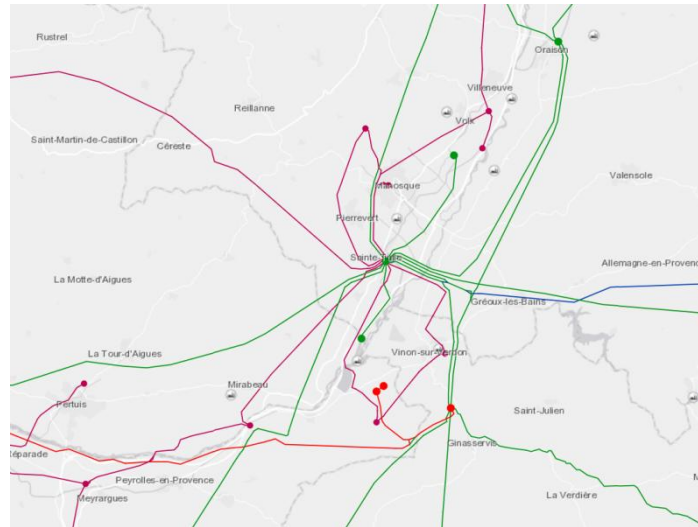 Rustrel
Oraison
Villeneuve
Reillanne
Volx
Saint-Martin-de-Castillon
Céreste
Manosque
Valensole
Pierrevert
Sainte-Tulle
Allemagne-en-Provence
La Motte-d'Aigues
Gréoux-les-Bains
La Tour-d'Aigues
Vinon-sur-Verdon
Mirabeau
Pertuis
Saint-Julien
Ginasservis
Réparade
Peyrolles-en-Provence
Meyrargues
La Verdière